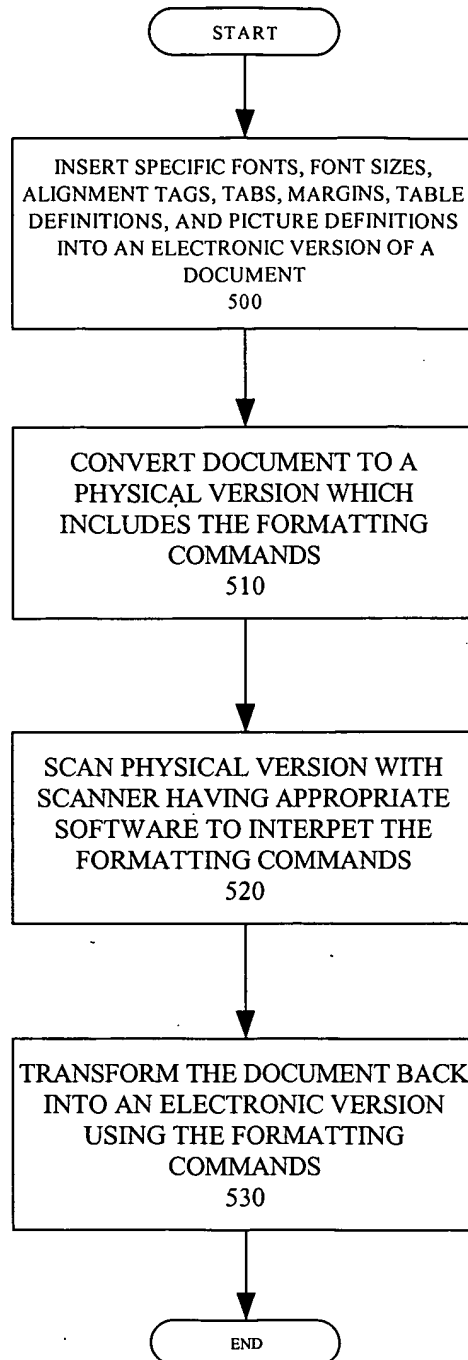 START
INSERT SPECIFIC FONTS, FONT SIZES,
ALIGNMENT TAGS, TABS, MARGINS, TABLE
DEFINITIONS, AND PICTURE DEFINITIONS
INTO AN ELECTRONIC VERSION OF A
DOCUMENT
500
CONVERT DOCUMENT TO A
PHYSICAL VERSION WHICH
INCLUDES THE FORMATTING
COMMANDS
510
SCAN PHYSICAL VERSION WITH
SCANNER HAVING APPROPRIATE
SOFTWARE TO INTERPET THE
FORMATTING COMMANDS
520
TRANSFORM THE DOCUMENT BACK
INTO AN ELECTRONIC VERSION
USING THE FORMATTING
COMMANDS
530
END